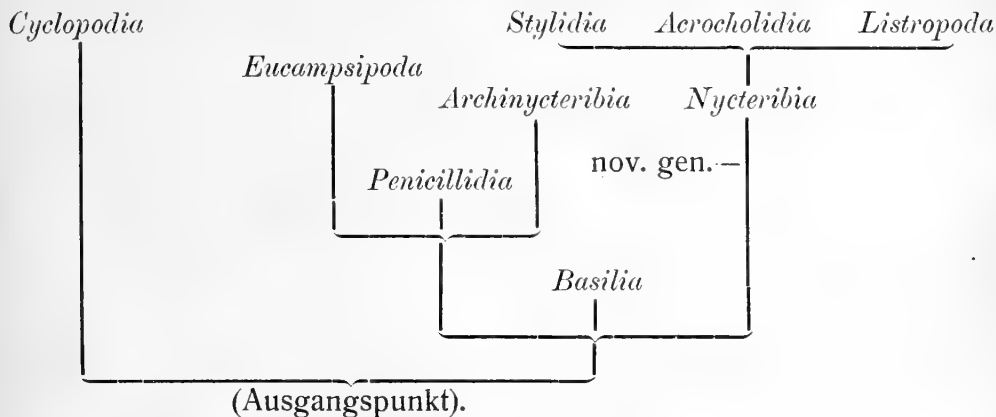 Cyclopodia Stylidia Acrocholidia Listropoda
Eucampsipoda
Archinycteribia Nycteribia
nov. gen.
Penicillidia
Basilia
(Ausgangspunkt).